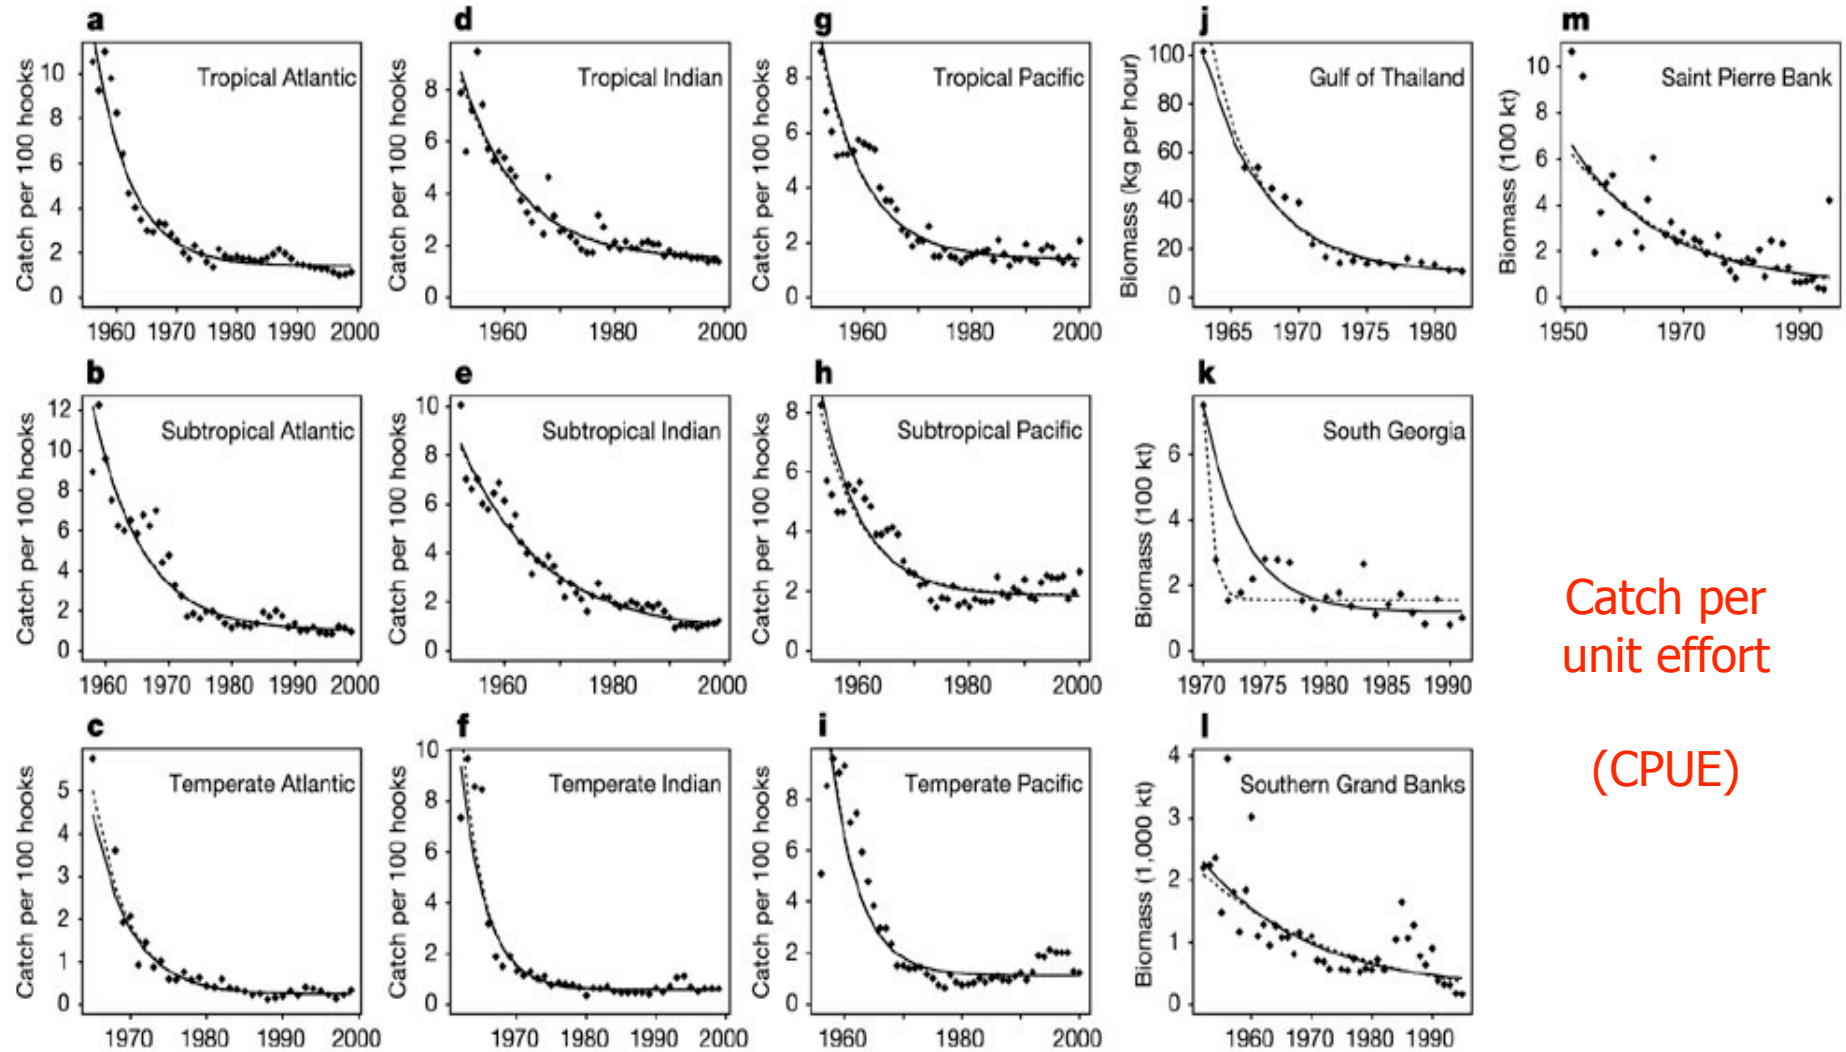 a
Catch per 100 hooks
Tropical Atlantic
10
8
6
4
2
0
1960 1970 1980 1990 2000
d
Catch per 100 hooks
Tropical Indian
8
6
4
2
0
1960 1980 2000
g
Catch per 100 hooks
Tropical Pacific
8
6
4
2
0
1960 1980 2000
j
Biomass (kg per hour)
Gulf of Thailand
100
80
60
40
20
0
1965 1970 1975 1980
m
Biomass (100 kt)
Saint Pierre Bank
10
8
6
4
2
0
1950 1970 1990
b
Catch per 100 hooks
Subtropical Atlantic
12
10
8
6
4
2
0
1960 1970 1980 1990 2000
e
Catch per 100 hooks
Subtropical Indian
10
8
6
4
2
0
1960 1980 2000
h
Catch per 100 hooks
Subtropical Pacific
8
6
4
2
0
1960 1980 2000
k
Biomass (100 kt)
South Georgia
6
4
2
0
1970 1975 1980 1985 1990
Catch per
unit effort
(CPUE)
c
Catch per 100 hooks
Temperate Atlantic
5
4
3
2
1
0
1970 1980 1990 2000
f
Catch per 100 hooks
Temperate Indian
10
8
6
4
2
0
1970 1980 1990 2000
i
Catch per 100 hooks
Temperate Pacific
8
6
4
2
0
1960 1980 2000
l
Biomass (1,000 kt)
Southern Grand Banks
4
3
2
1
0
1960 1970 1980 1990